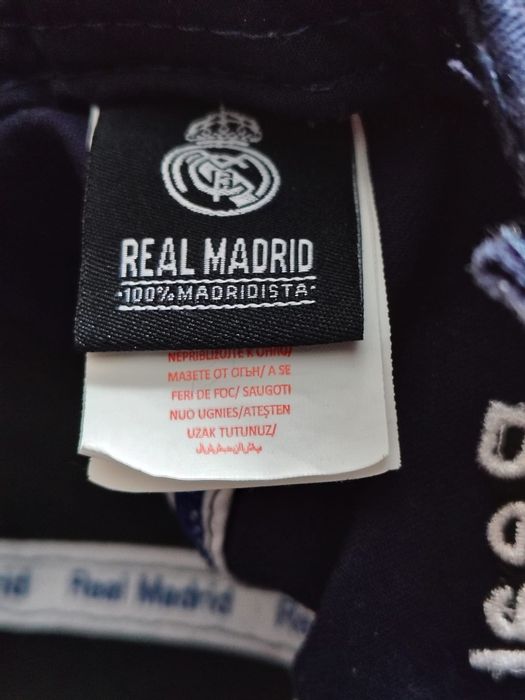 REAL MADRID
·100% MADRIDISTA·
NEPRIBLIŽUJTE K OHNU/
МАЗЕТЕ ОТ ОГЪН/ A SE
FERI DE FOC/ SAUGOTI
NUO UGNIES/ATEŞTEN
UZAK TUTUNUZ/
Real Madrid